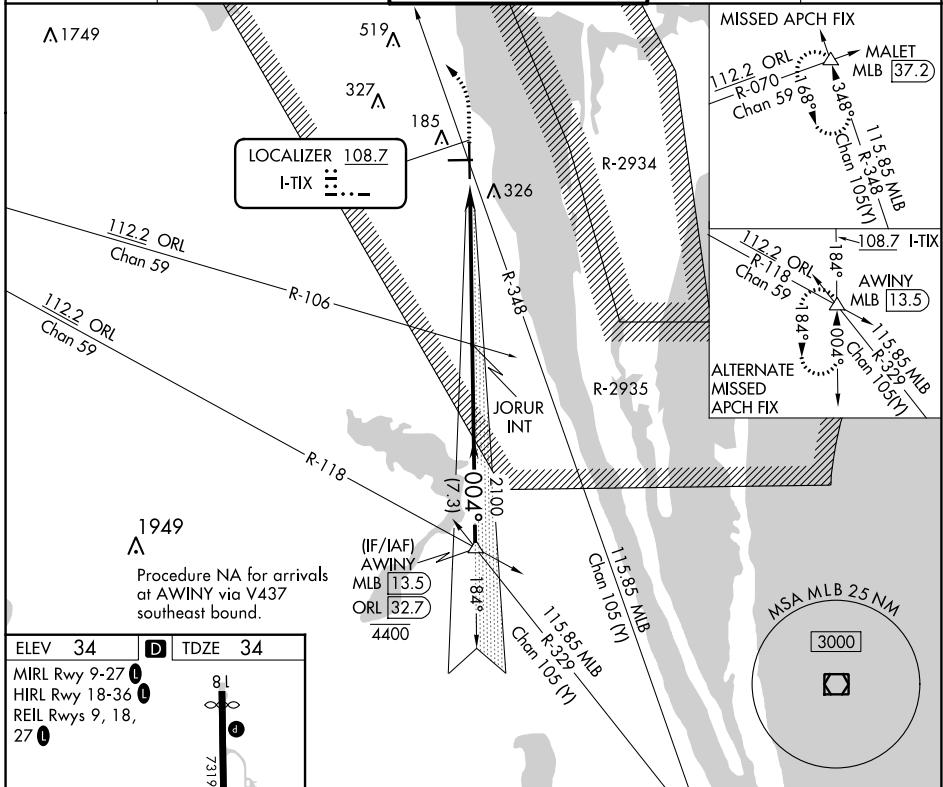 1749
519
327
185
LOCALIZER 108.7
I-TIX
326
R-2934
112.2 ORL
Chan 59
R-106
112.2 ORL
Chan 59
R-118
R-348
R-2935
JORUR
INT
004°
(7.3)
2100
184°
1949
Procedure NA for arrivals
at AWINY via V437
southeast bound.
(IF/IAF)
AWINY
MLB 13.5
ORL 32.7
4400
115.85 MLB
Chan 105 (Y)
115.85 MLB
R-329
Chan 105 (Y)
MISSED APCH FIX
MALET
MLB 37.2
112.2 ORL
R-070
Chan 59
168°
348°
115.85 MLB
R-348
Chan 105(Y)
108.7 I-TIX
112.2 ORL
R-118
Chan 59
184°
AWINY
MLB 13.5
184°
004°
115.85 MLB
R-329
Chan 105(Y)
ALTERNATE
MISSED
APCH FIX
MSA MLB 25 NM
3000
ELEV 34 D TDZE 34
MIRL Rwy 9-27 L
HIRL Rwy 18-36 L
REIL Rwys 9, 18,
27 L
18
P
7319